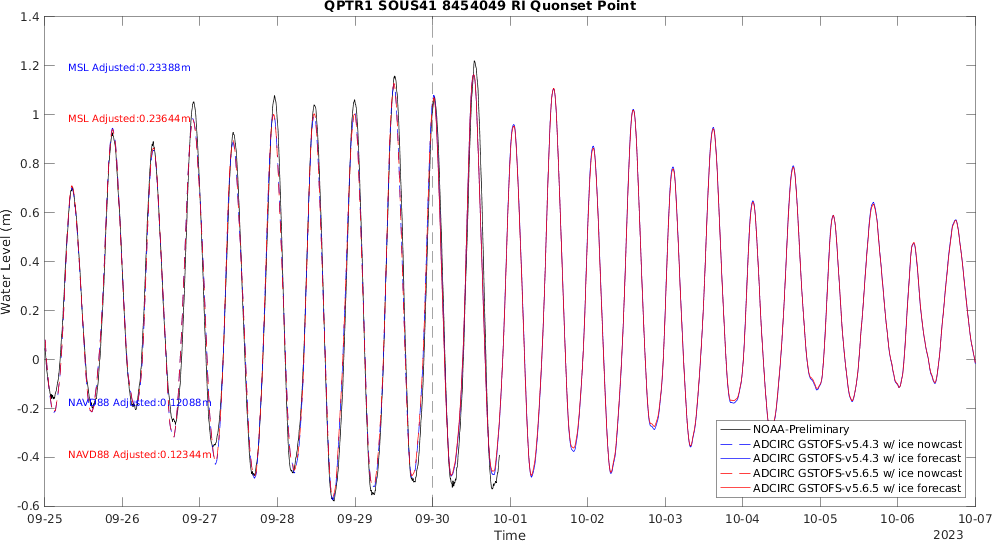 QPTR1 SOUS41 8454049 RI Quonset Point
1.4
1.2
1
0.8
0.6
0.4
0.2
0
-0.2
-0.4
-0.6
Water Level (m)
MSL Adjusted:0.23388m
MSL Adjusted:0.23644m
NAVD88 Adjusted:0.12088m
NAVD88 Adjusted:0.12344m
NOAA-Preliminary
ADCIRC GSTOFS-v5.4.3 w/ ice nowcast
ADCIRC GSTOFS-v5.4.3 w/ ice forecast
ADCIRC GSTOFS-v5.6.5 w/ ice nowcast
ADCIRC GSTOFS-v5.6.5 w/ ice forecast
09-25 09-26 09-27 09-28 09-29 09-30 10-01 10-02 10-03 10-04 10-05 10-06 10-07
Time
2023